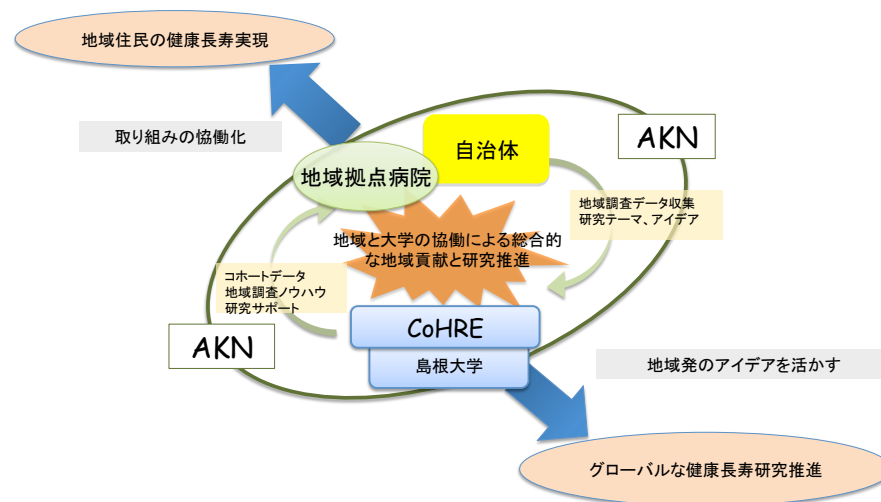 地域住民の健康長寿実現
取り組みの協働化
自治体
AKN
地域拠点病院
地域調査データ収集
研究テーマ、アイデア
地域と大学の協働による総合的
な地域貢献と研究推進
コホートデータ
地域調査ノウハウ
研究サポート
CoHRE
AKN
島根大学
地域発のアイデアを活かす
グローバルな健康長寿研究推進